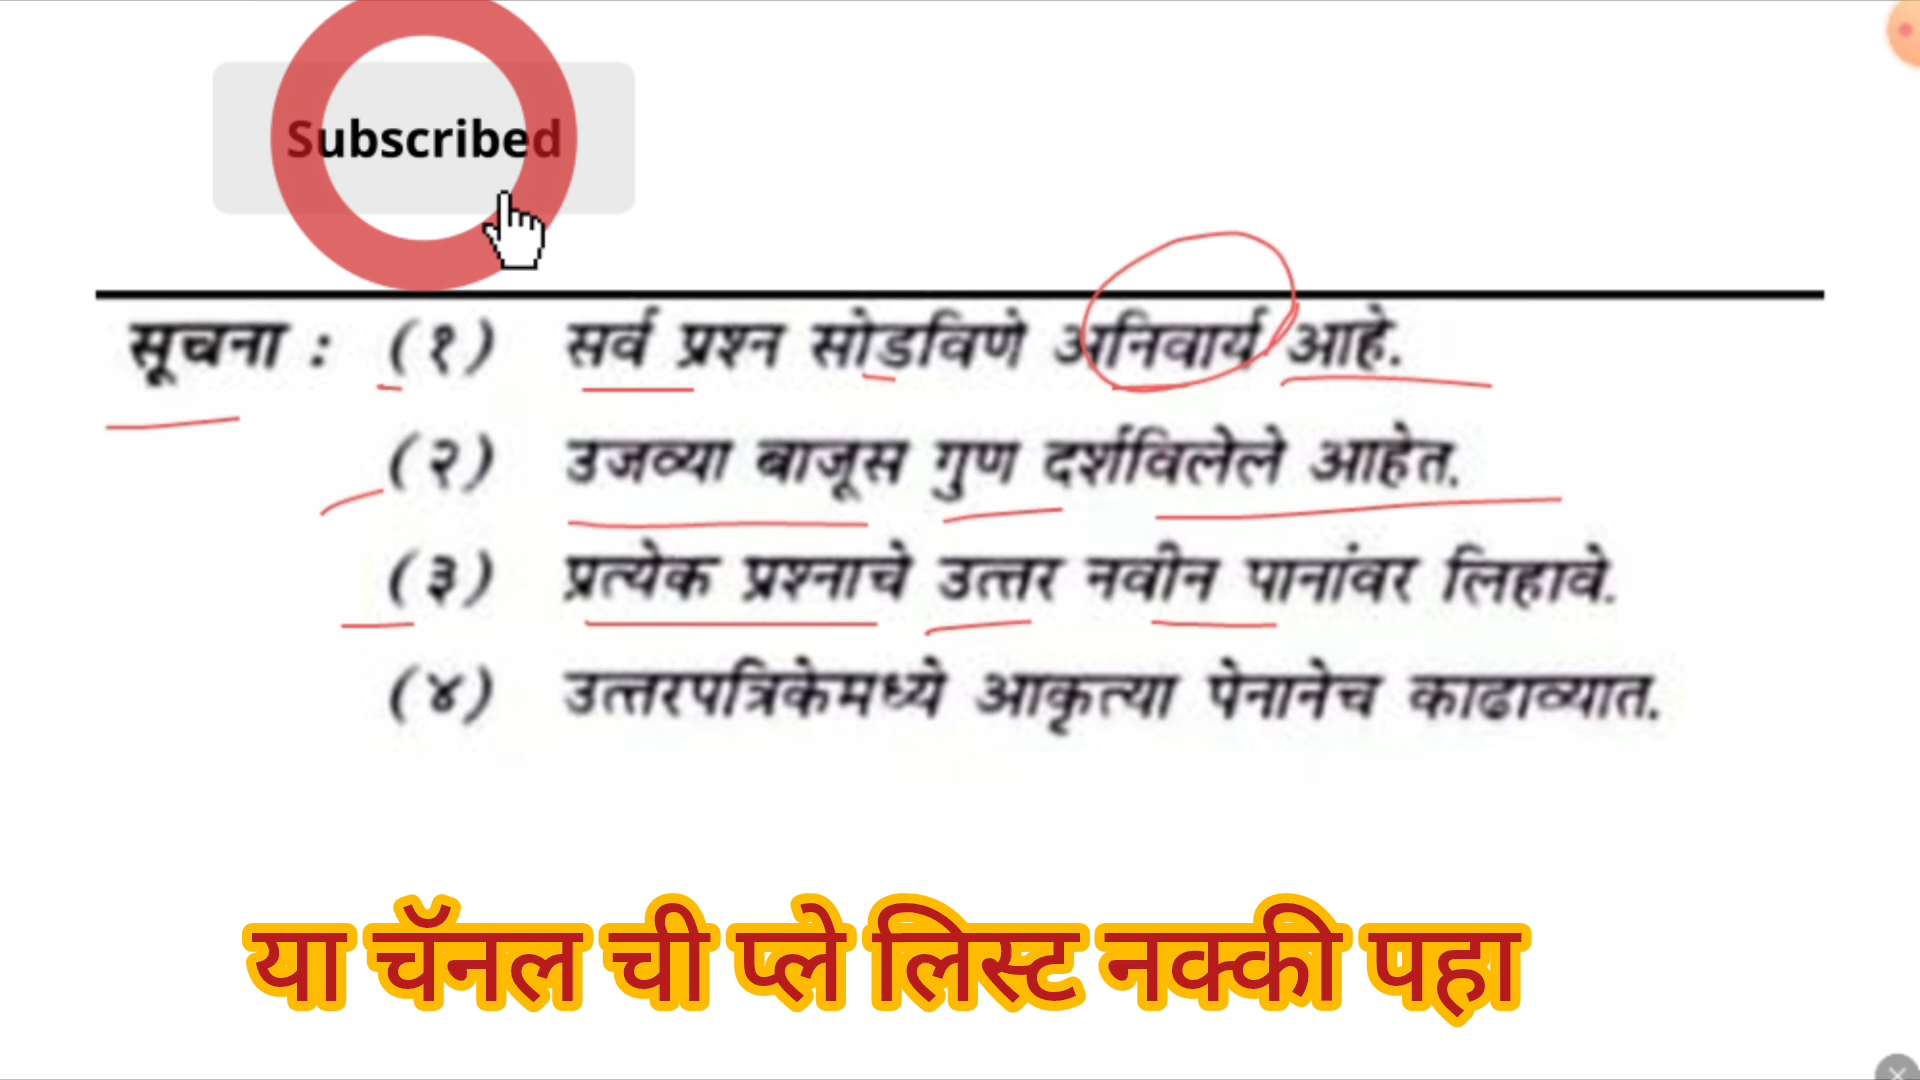 Subscribed
सूचना : (१) सर्व प्रश्न सोडविणे अनिवार्य आहे.
(२) उजव्या बाजूस गुण दर्शविलेले आहेत.
(३) प्रत्येक प्रश्नाचे उत्तर नवीन पानांवर लिहावे.
(४) उत्तरपत्रिकेमध्ये आकृत्या पेनानेच काढाव्यात.
या चॅनल ची प्ले लिस्ट नक्की पहा